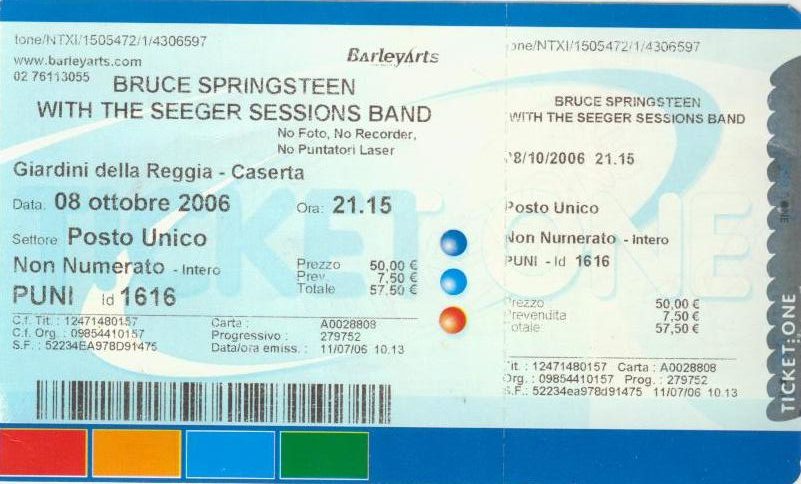 tone/NTXI/1505472/1/4306597
www.barleyarts.com
02 76113055
BarleyArts
BRUCE SPRINGSTEEN
WITH THE SEEGER SESSIONS BAND
No Foto, No Recorder,
No Puntatori Laser
Giardini della Reggia - Caserta
Data: 08 ottobre 2006 Ora: 21.15
Settore Posto Unico
Non Numerato - Intero
PUNI Id 1616
Prezzo 50,00 €
Prev. 7,50 €
Totale 57,50 €
C.f. Tit. : 12471480157
C.f. Org. : 09854410157
S.F. : 52234EA978D91475
Carta : A0028808
Progressivo : 279752
Data/ora emiss. : 11/07/06 10.13
TICKET ONE
one/NTXI/1505472/1/4306597
BRUCE SPRINGSTEEN
WITH THE SEEGER SESSIONS BAND
08/10/2006 21.15
Posto Unico
Non Numerato - Intero
PUNI - Id 1616
Prezzo 50,00 €
Prevendita 7,50 €
Totale 57,50 €
Tit. : 12471480157 Carta : A0028808
Org. : 09854410157 Prog. : 279752
S.F. : 52234ea978d91475 11/07/06 10.13
TICKET:ONE